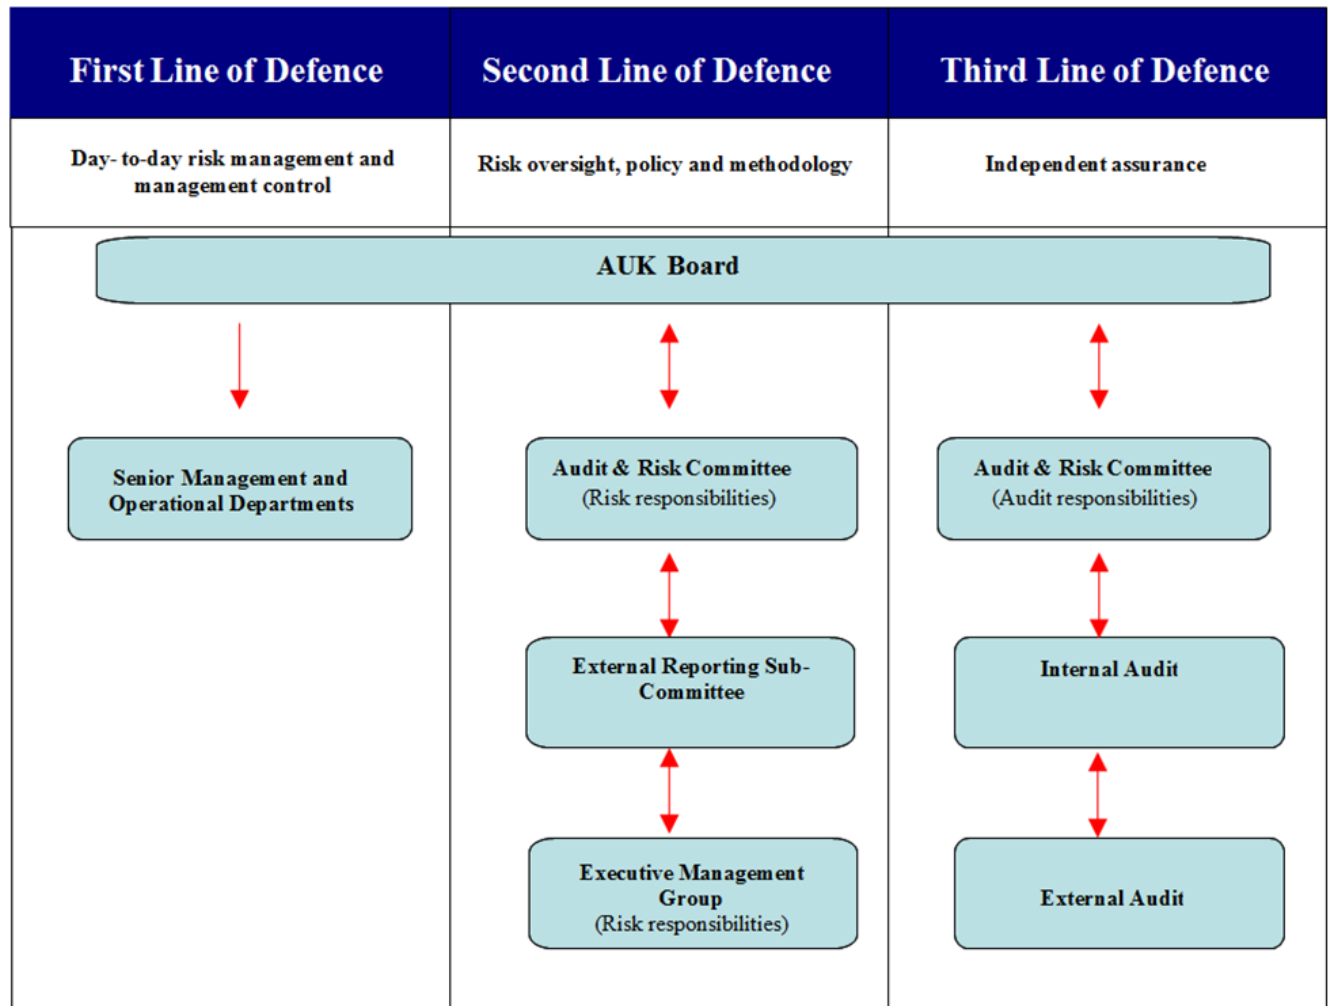 First Line of Defence
Second Line of Defence
Third Line of Defence
Day- to-day risk management and
management control
Risk oversight, policy and methodology
Independent assurance
AUK Board
Senior Management and
Operational Departments
Audit & Risk Committee
(Risk responsibilities)
Audit & Risk Committee
(Audit responsibilities)
External Reporting Sub-
Committee
Internal Audit
Executive Management
Group
(Risk responsibilities)
External Audit